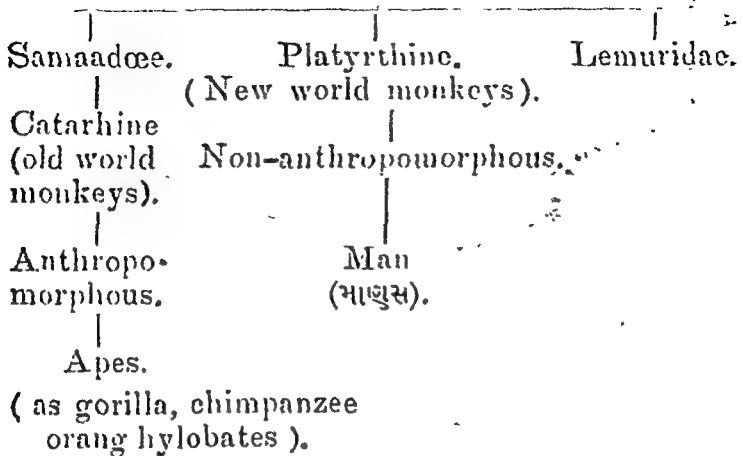 Samaadœe. Platyrthine. Lemuridae.
(New world monkeys).
Catarhine
(old world Non-anthropomorphous.
monkeys).
Anthropo- Man
morphous. (માણુસ).
Apes.
( as gorilla, chimpanzee
orang hylobates ).